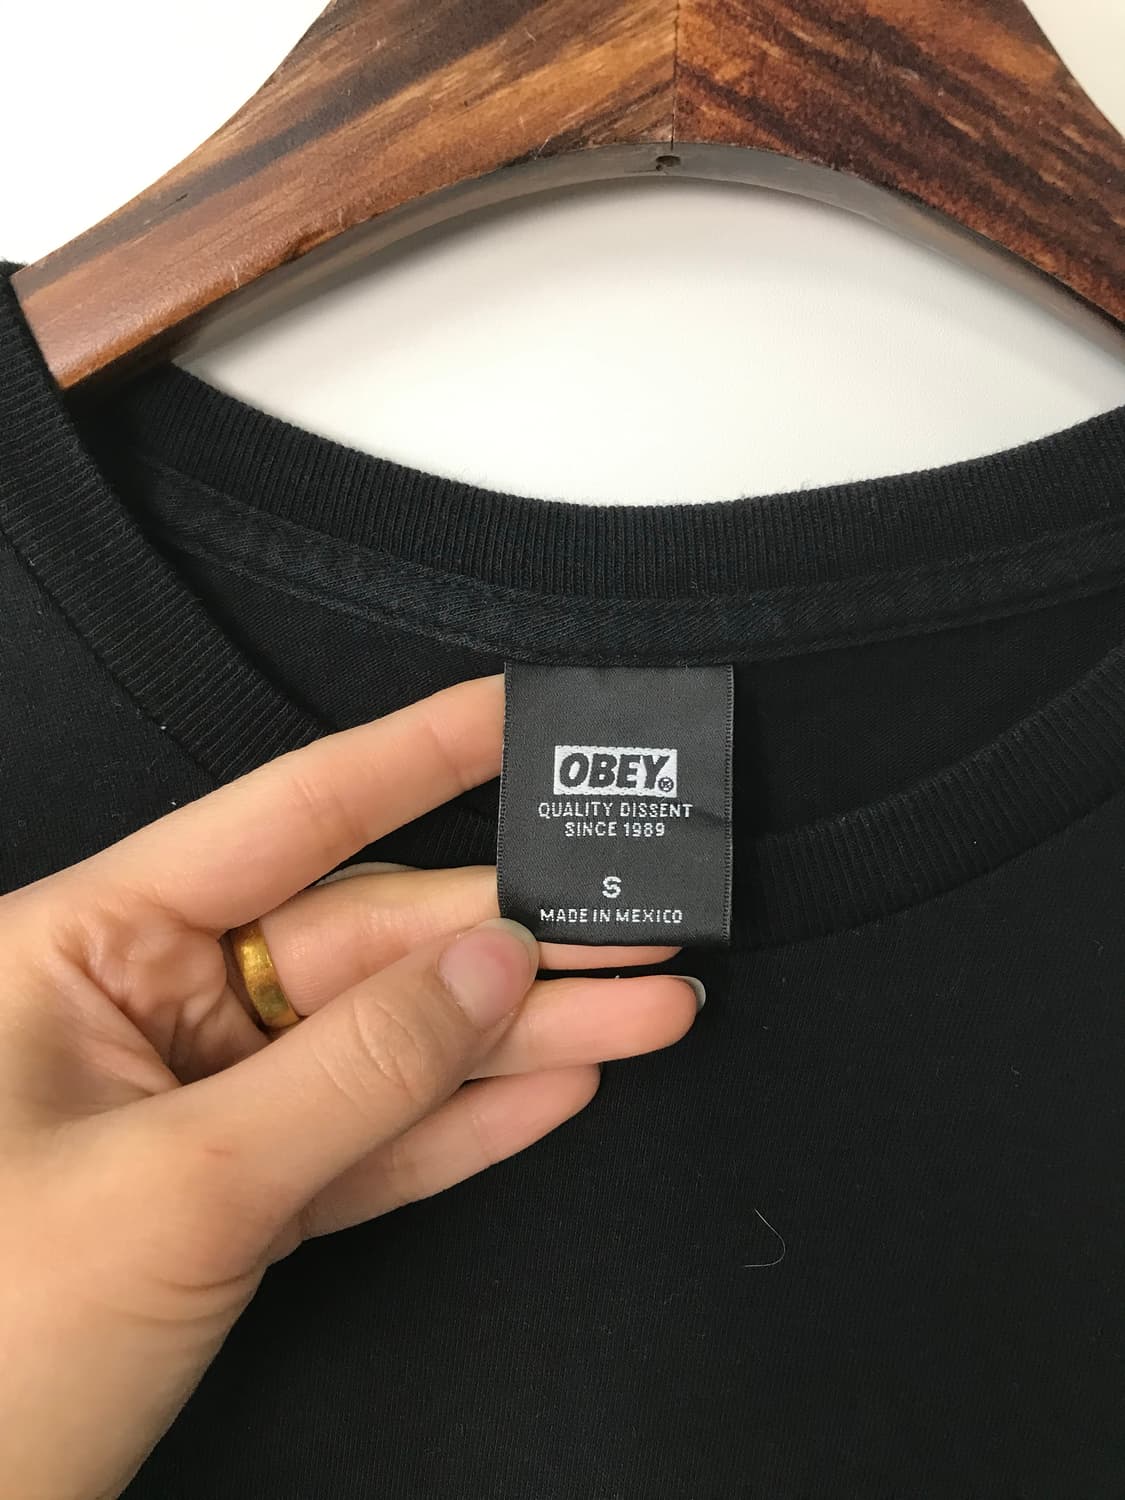 OBEY®
QUALITY DISSENT
SINCE 1989
S
MADE IN MEXICO